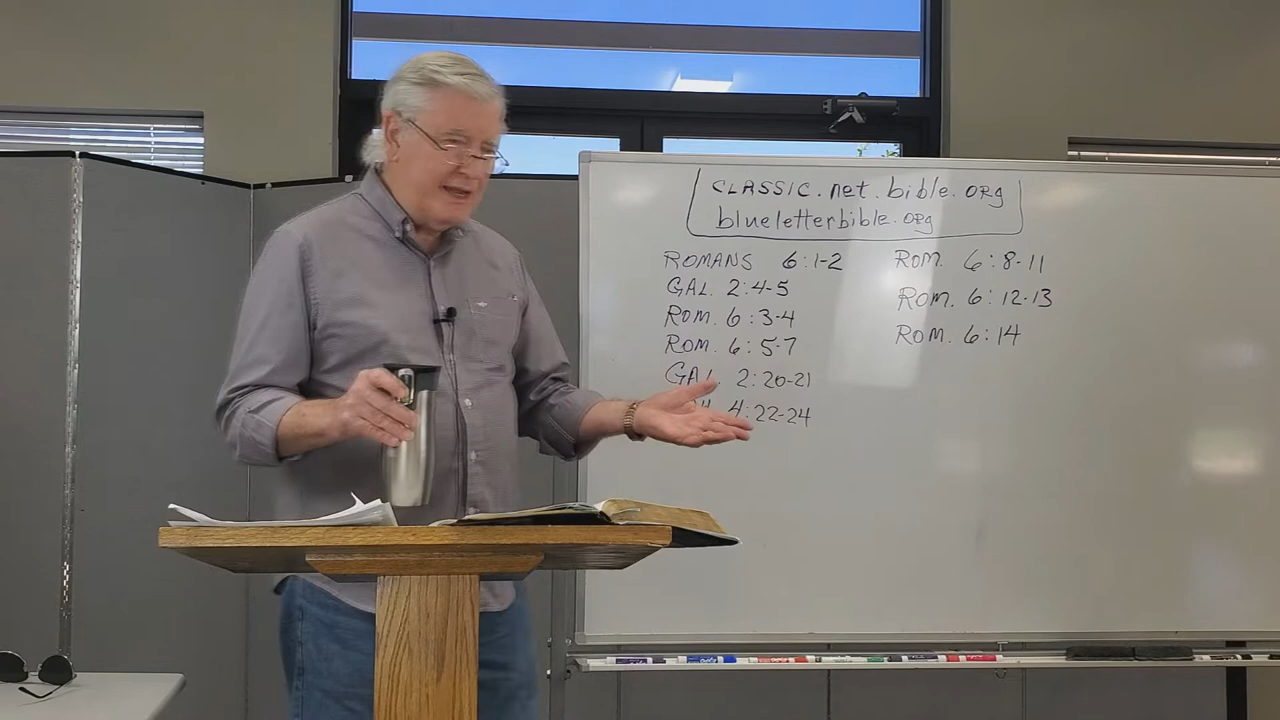 CLASSIC.net.bible.ORG
blueletterbible.ORG
ROMANS 6:1-2
GAL. 2:4-5
ROM. 6:3-4
ROM. 6:5-7
GAL. 2:20-21
4:22-24
ROM. 6:8-11
ROM. 6:12-13
ROM. 6:14